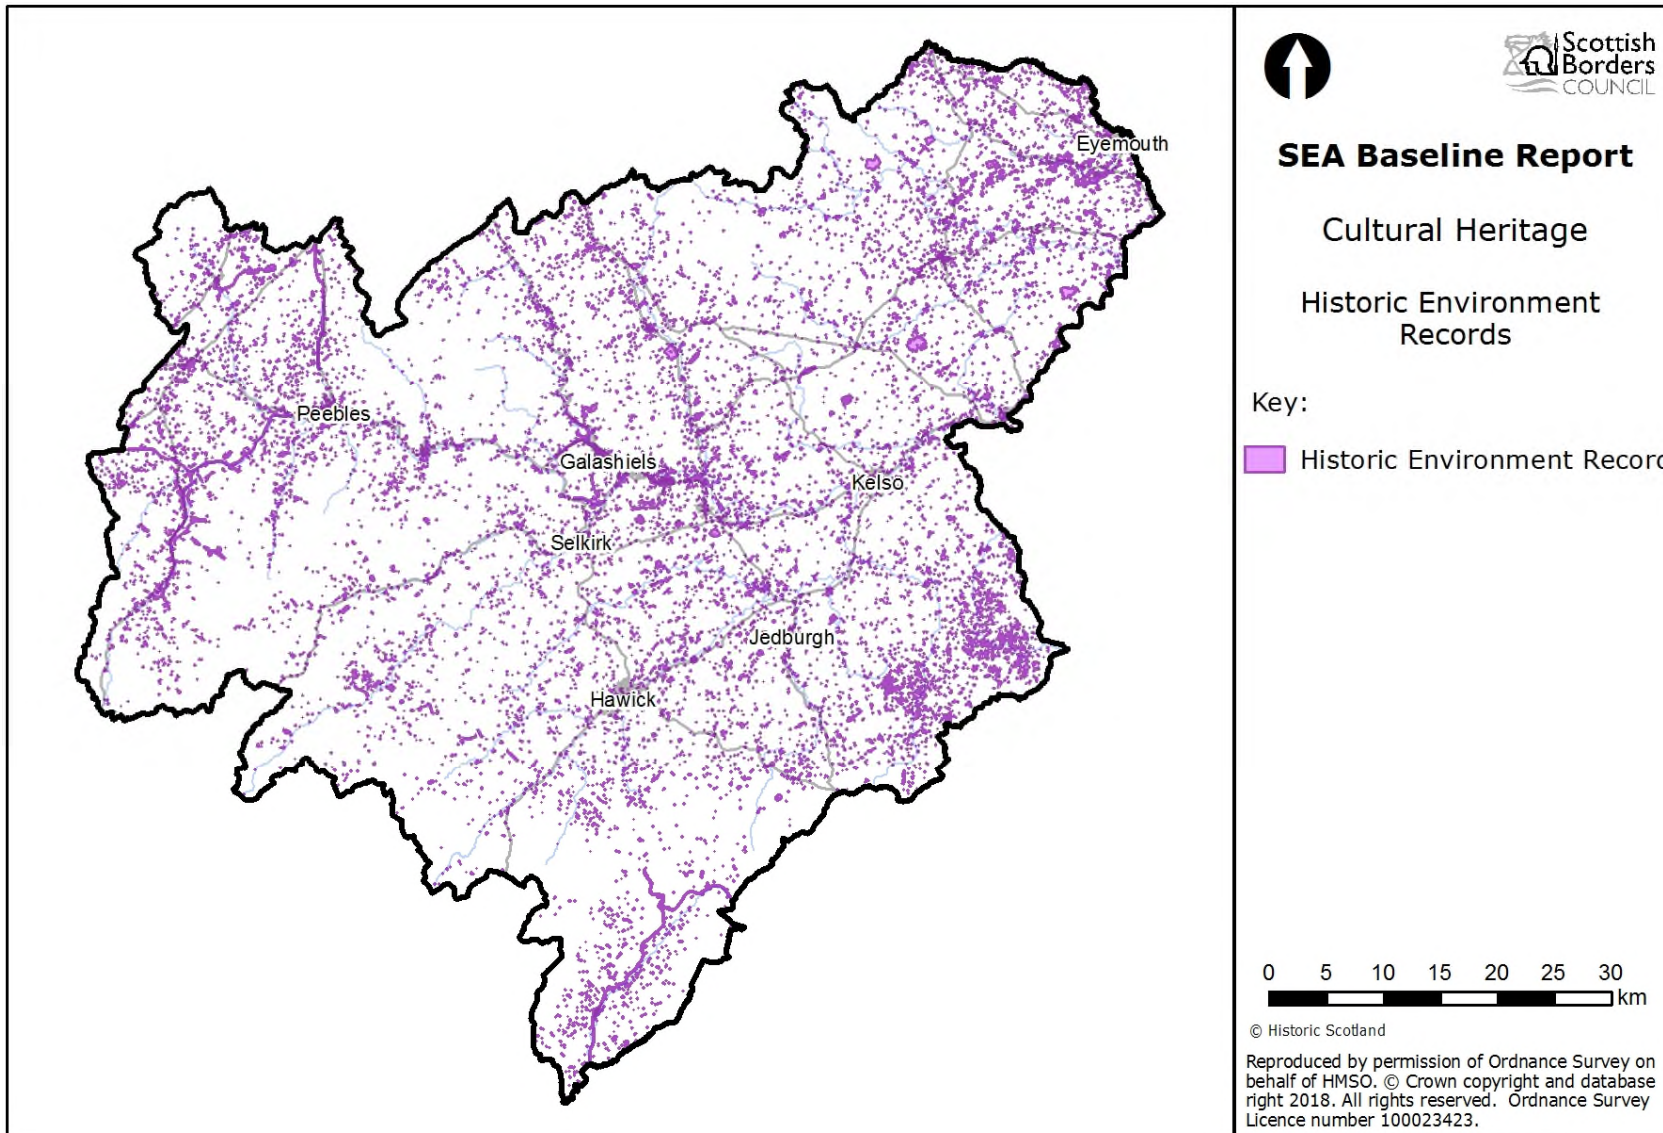 Scottish
Borders
COUNCIL
SEA Baseline Report
Cultural Heritage
Historic Environment
Records
Key:
Historic Environment Record
Eyemouth
Peebles
Galashiels
Kelso
Selkirk
Jedburgh
Hawick
0 5 10 15 20 25 30
km
© Historic Scotland
Reproduced by permission of Ordnance Survey on
behalf of HMSO. © Crown copyright and database
right 2018. All rights reserved. Ordnance Survey
Licence number 100023423.